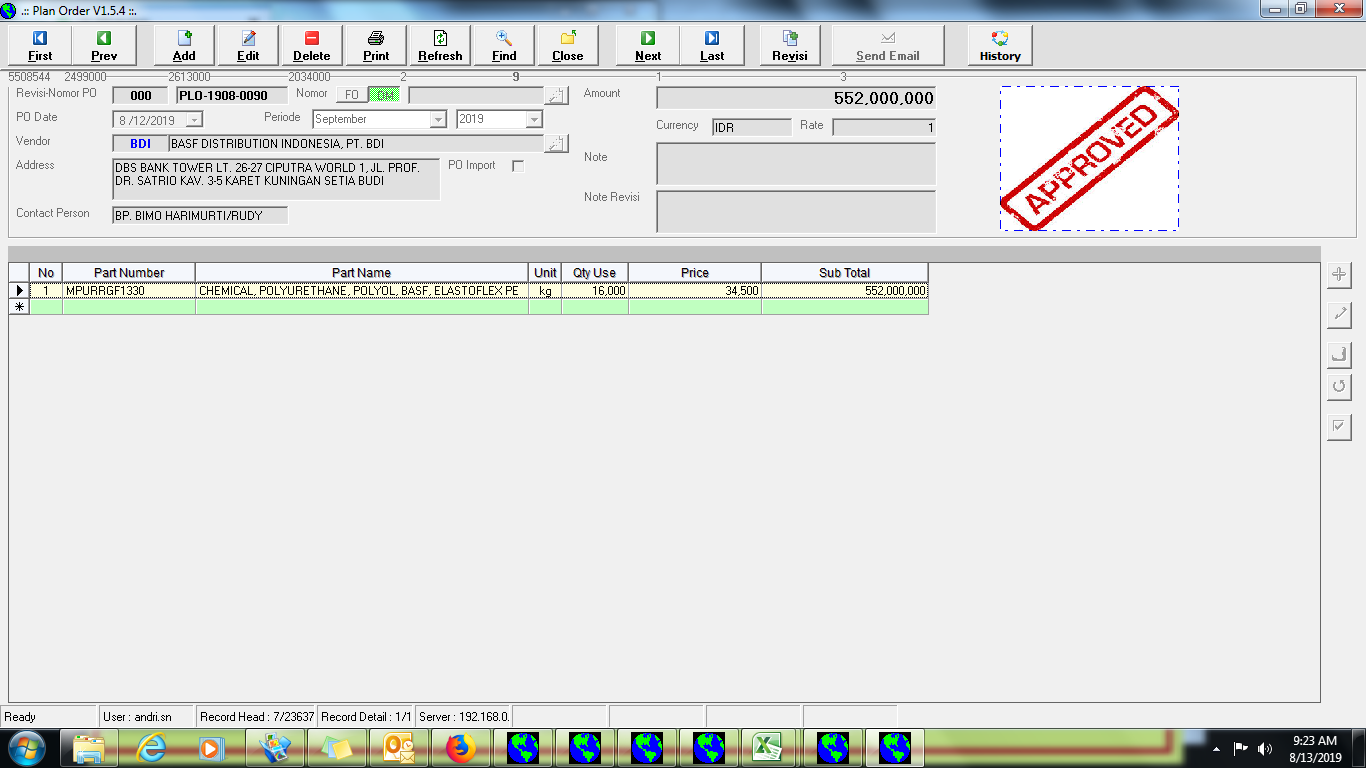 .:: Plan Order V1.5.4 ::.
First Prev Add Edit Delete Print Refresh Find Close Next Last Revisi Send Email History
5508544 2499000 2613000 2034000 2 9 1 3
Revisi-Nomor PO 000 PLO-1908-0090 Nomor FO DM Amount 552,000,000
PO Date 8 /12/2019 Periode September 2019 Currency IDR Rate 1
Vendor BDI BASF DISTRIBUTION INDONESIA, PT. BDI
Address DBS BANK TOWER LT. 26-27 CIPUTRA WORLD 1, JL. PROF. PO Import Note
DR. SATRIO KAV. 3-5 KARET KUNINGAN SETIA BUDI
Note Revisi
Contact Person BP. BIMO HARIMURTI/RUDY
APPROVED
No Part Number Part Name Unit Qty Use Price Sub Total
1 MPURRGF1330 CHEMICAL, POLYURETHANE, POLYOL, BASF, ELASTOFLEX PE kg 16,000 34,500 552,000,000
Ready User : andri.sn Record Head : 7/23637 Record Detail : 1/1 Server : 192.168.0.
9:23 AM
8/13/2019